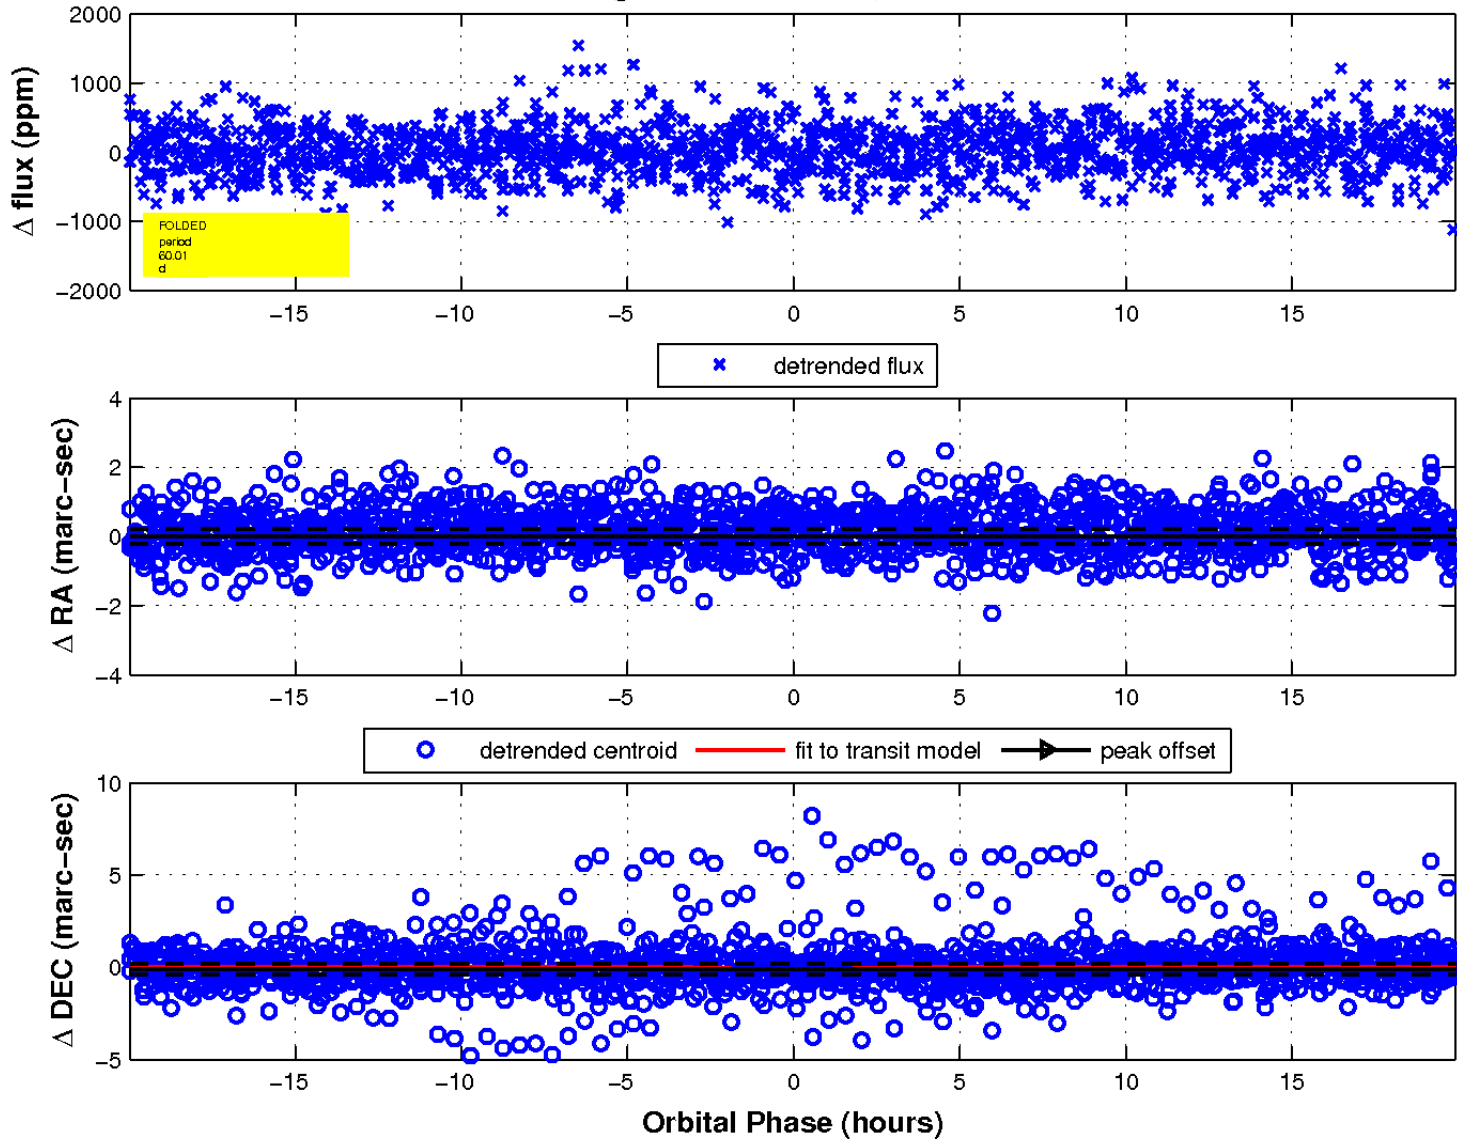 2000
1000
0
−1000
−2000
Δ flux (ppm)
FOLDED
period
60.01
d
−15 −10 −5 0 5 10 15
detrended flux
4
2
0
−2
−4
Δ RA (marc−sec)
−15 −10 −5 0 5 10 15
detrended centroid fit to transit model peak offset
10
5
0
−5
Δ DEC (marc−sec)
−15 −10 −5 0 5 10 15
Orbital Phase (hours)